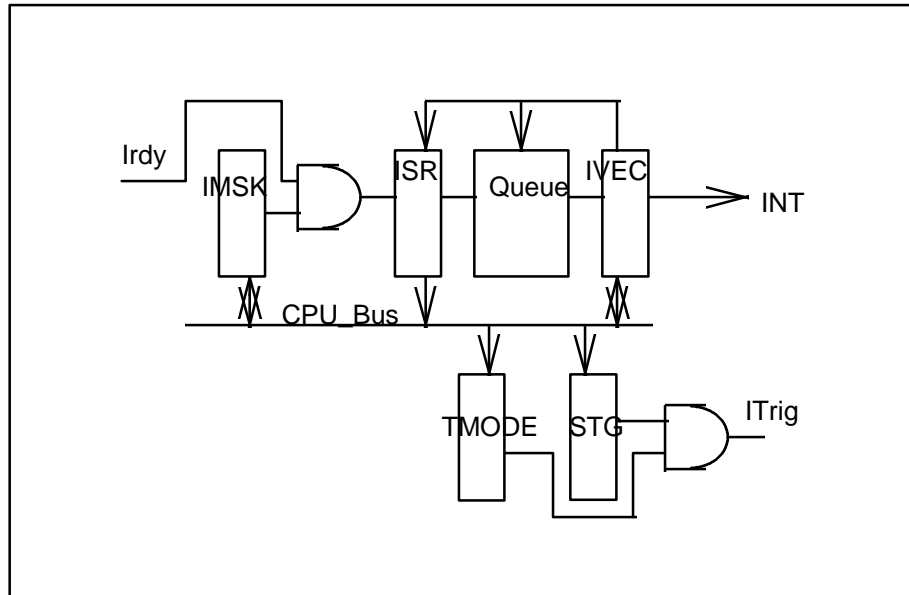 Irdy
IMSK
ISR
Queue
IVEC
INT
CPU_Bus
TMODE
STG
ITrig